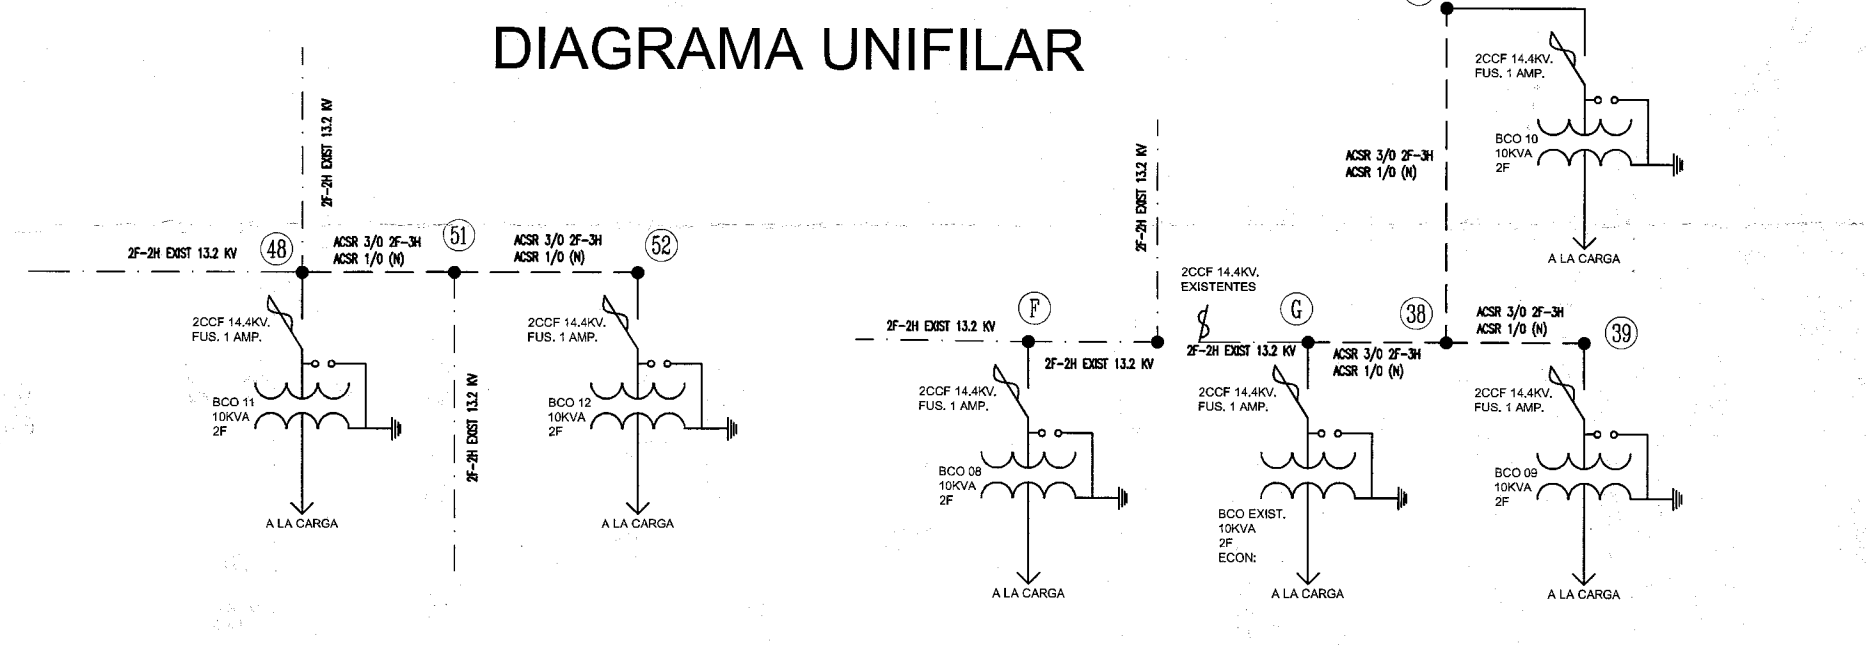 DIAGRAMA UNIFILAR
2F-2H EXIST 13.2 KV
2F-2H EXIST 13.2 KV
48
ACSR 3/0 2F-3H
ACSR 1/0 (N)
51
ACSR 3/0 2F-3H
ACSR 1/0 (N)
52
2CCF 14.4KV.
FUS. 1 AMP.
BCO 11
10KVA
2F
A LA CARGA
2F-2H EXIST 13.2 KV
2CCF 14.4KV.
FUS. 1 AMP.
BCO 12
10KVA
2F
A LA CARGA
2F-2H EXIST 13.2 KV
F
2F-2H EXIST 13.2 KV
2F-2H EXIST 13.2 KV
2CCF 14.4KV.
FUS. 1 AMP.
BCO 08
10KVA
2F
A LA CARGA
2CCF 14.4KV.
EXISTENTES
2F-2H EXIST 13.2 KV
G
2CCF 14.4KV.
FUS. 1 AMP.
BCO EXIST.
10KVA
2F
ECON:
A LA CARGA
ACSR 3/0 2F-3H
ACSR 1/0 (N)
38
ACSR 3/0 2F-3H
ACSR 1/0 (N)
2CCF 14.4KV.
FUS. 1 AMP.
BCO 10
10KVA
2F
A LA CARGA
ACSR 3/0 2F-3H
ACSR 1/0 (N)
39
2CCF 14.4KV.
FUS. 1 AMP.
BCO 09
10KVA
2F
A LA CARGA